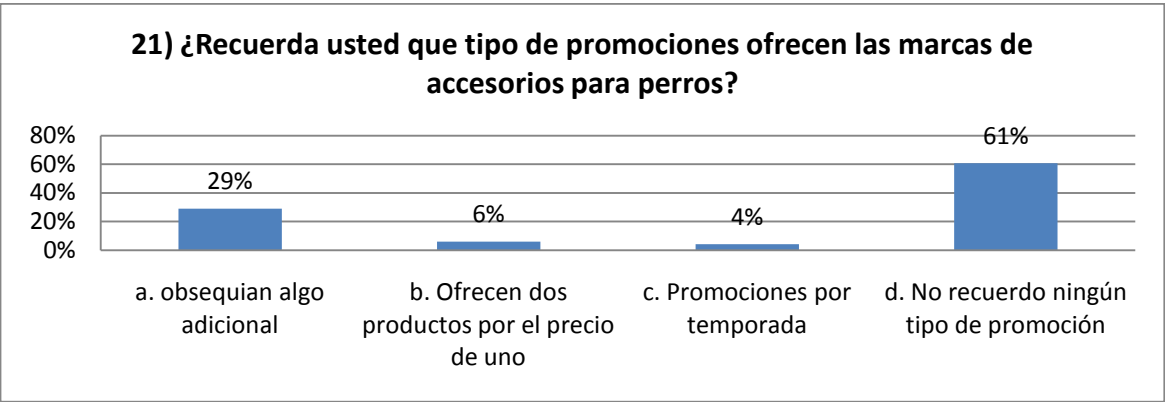 21) ¿Recuerda usted que tipo de promociones ofrecen las marcas de
accesorios para perros?
80%
60%
40%
20%
0%
29%
6%
4%
61%
a. obsequian algo
adicional
b. Ofrecen dos
productos por el precio
de uno
c. Promociones por
temporada
d. No recuerdo ningún
tipo de promoción